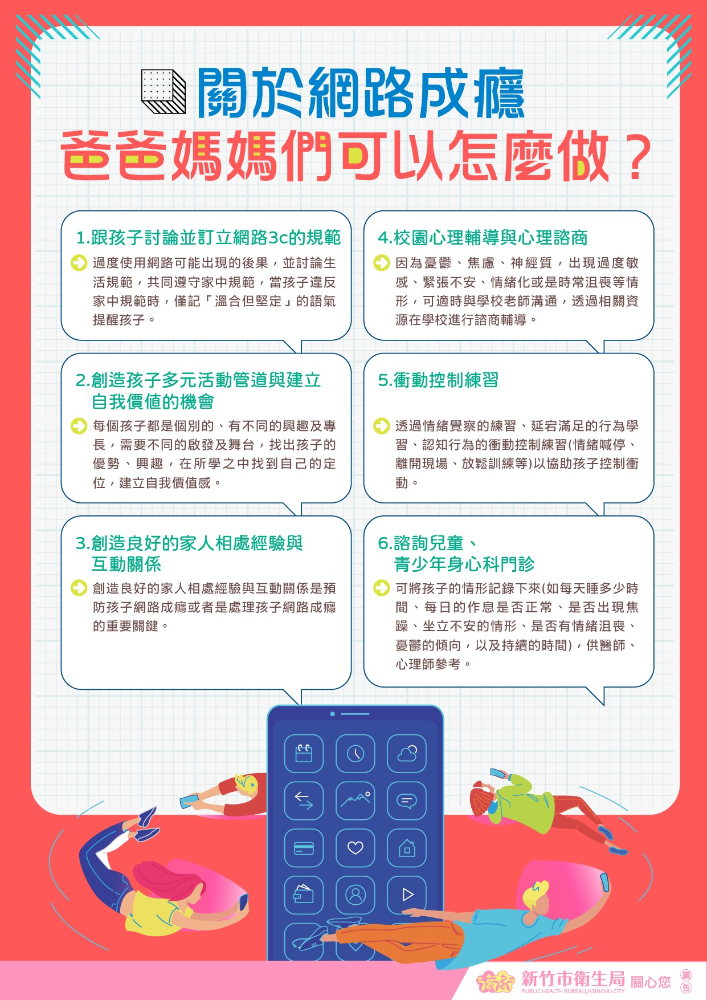 關於網路成癮
爸爸媽媽們可以怎麼做？
1.跟孩子討論並訂立網路3c的規範
過度使用網路可能出現的後果，並討論生
活規範，共同遵守家中規範，當孩子違反
家中規範時，僅記「溫合但堅定」的語氣
提醒孩子。
2.創造孩子多元活動管道與建立
自我價值的機會
每個孩子都是個別的、有不同的興趣及專
長，需要不同的啟發及舞台，找出孩子的
優勢、興趣，在所學之中找到自己的定
位，建立自我價值感。
3.創造良好的家人相處經驗與
互動關係
創造良好的家人相處經驗與互動關係是預
防孩子網路成癮或者是處理孩子網路成癮
的重要關鍵。
4.校園心理輔導與心理諮商
因為憂鬱、焦慮、神經質，出現過度敏
感、緊張不安、情緒化或是時常沮喪等情
形，可適時與學校老師溝通，透過相關資
源在學校進行諮商輔導。
5.衝動控制練習
透過情緒覺察的練習、延宕滿足的行為學
習、認知行為的衝動控制練習(情緒喊停、
離開現場、放鬆訓練等)以協助孩子控制衝
動。
6.諮詢兒童、
青少年身心科門診
可將孩子的情形記錄下來(如每天睡多少時
間、每日的作息是否正常、是否出現焦
躁、坐立不安的情形、是否有情緒沮喪、
憂鬱的傾向，以及持續的時間)，供醫師、
心理師參考。
新竹市衛生局 關心您 廣告
PUBLIC HEALTH BUREAU,HSINCHU CITY